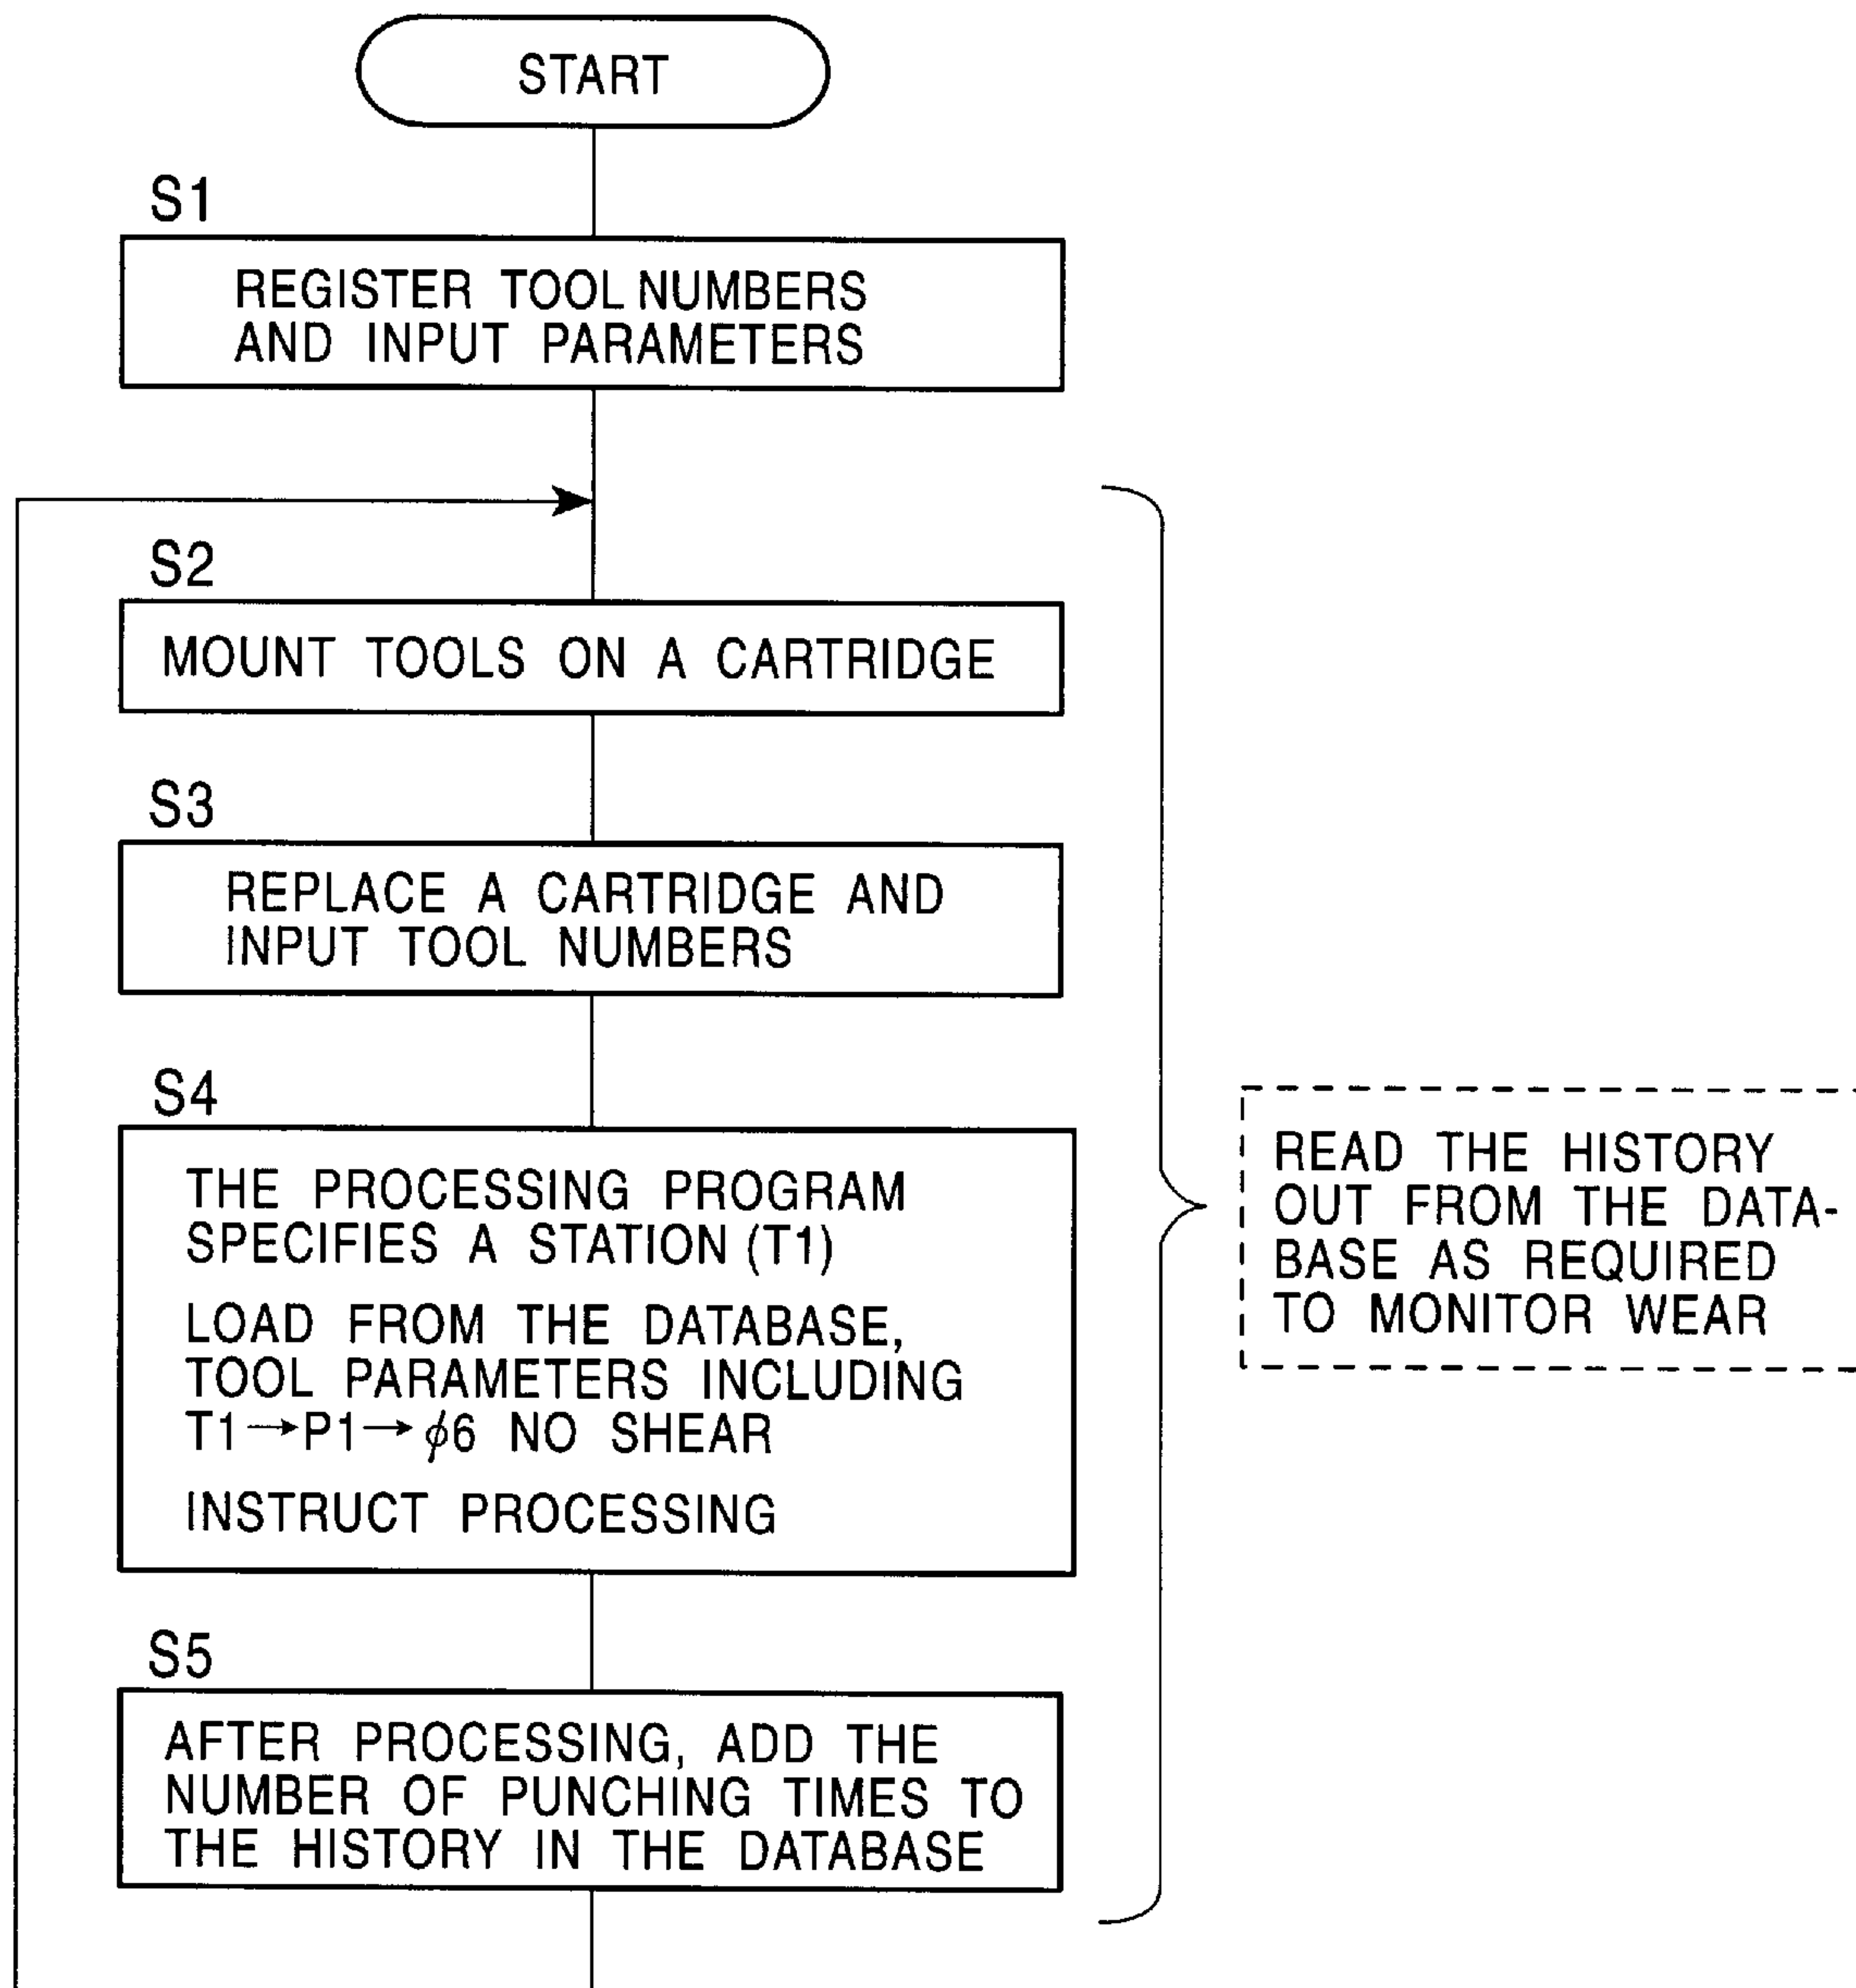 START
S1
REGISTER TOOL NUMBERS
AND INPUT PARAMETERS
S2
MOUNT TOOLS ON A CARTRIDGE
S3
REPLACE A CARTRIDGE AND
INPUT TOOL NUMBERS
S4
THE PROCESSING PROGRAM
SPECIFIES A STATION (T1)
LOAD FROM THE DATABASE,
TOOL PARAMETERS INCLUDING
T1→P1→ϕ6 NO SHEAR
INSTRUCT PROCESSING
READ THE HISTORY
OUT FROM THE DATA-
BASE AS REQUIRED
TO MONITOR WEAR
S5
AFTER PROCESSING, ADD THE
NUMBER OF PUNCHING TIMES TO
THE HISTORY IN THE DATABASE